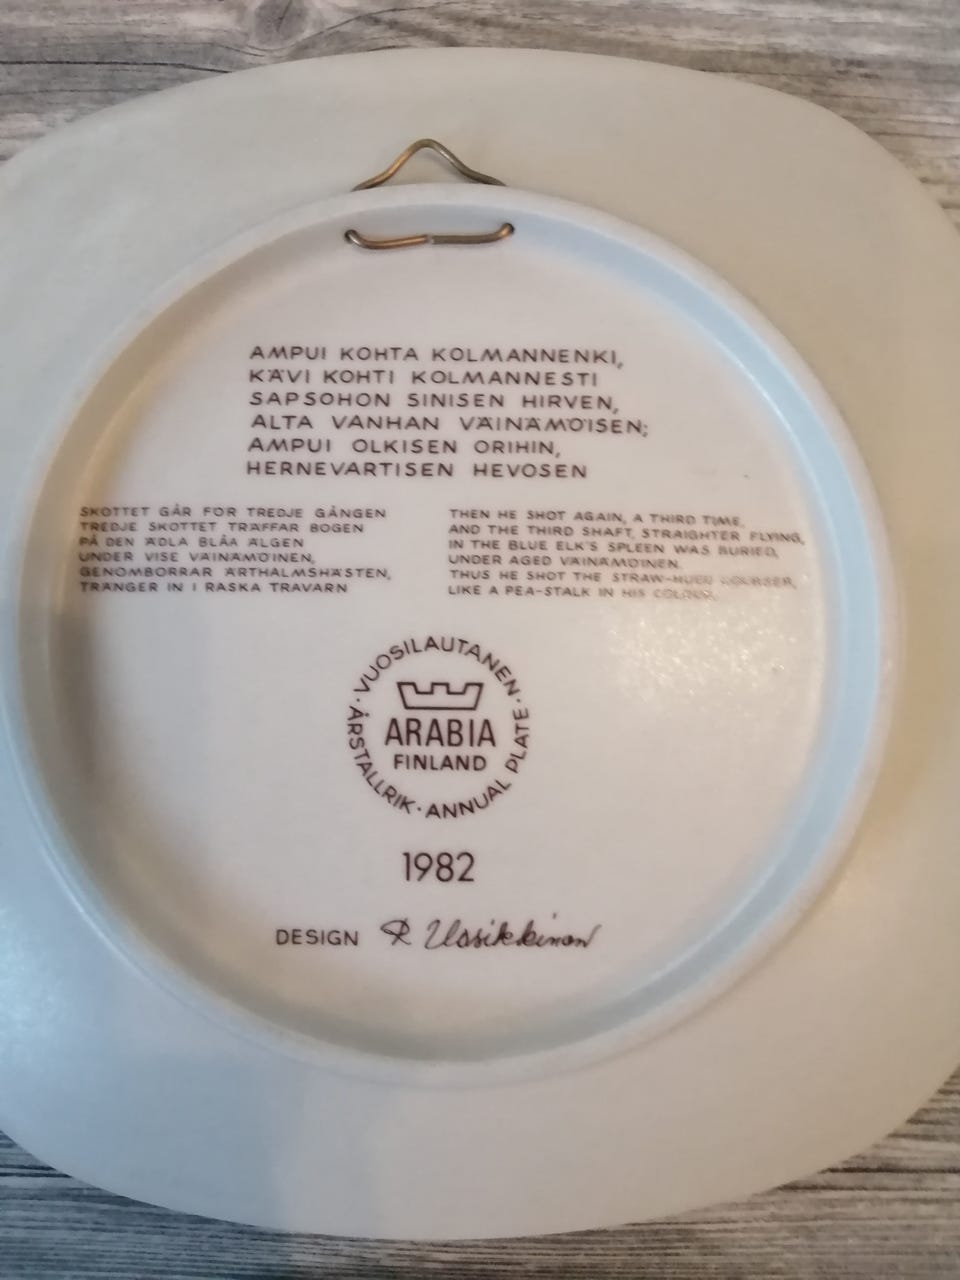 AMPUI KOHTA KOLMANNENKI,
KÄVI KOHTI KOLMANNESTI
SAPSOHON SINISEN HIRVEN,
ALTA VANHAN VÄINÄMÖISEN;
AMPUI OLKISEN ORIHIN,
HERNEVARTISEN HEVOSEN
SKOTTET GÅR FÖR TREDJE GÅNGEN
TREDJE SKOTTET TRÄFFAR BOGEN
PÅ DEN ÄDLA BLÅA ÄLGEN
UNDER VISE VÄINÄMÖINEN,
GENOMBORRAR ÄRTHALMSHÄSTEN,
TRÄNGER IN I RASKA TRAVARN
THEN HE SHOT AGAIN, A THIRD TIME,
AND THE THIRD SHAFT, STRAIGHTER FLYING,
IN THE BLUE ELK'S SPLEEN WAS BURIED,
UNDER AGED VÄINÄMÖINEN.
THUS HE SHOT THE STRAW-HUED COURSER,
LIKE A PEA-STALK IN HIS COLOUR.
· VUOSILAUTANEN ·
ARABIA
FINLAND
ÅRSTALLRIK · ANNUAL PLATE
1982
DESIGN R Uosikkinen